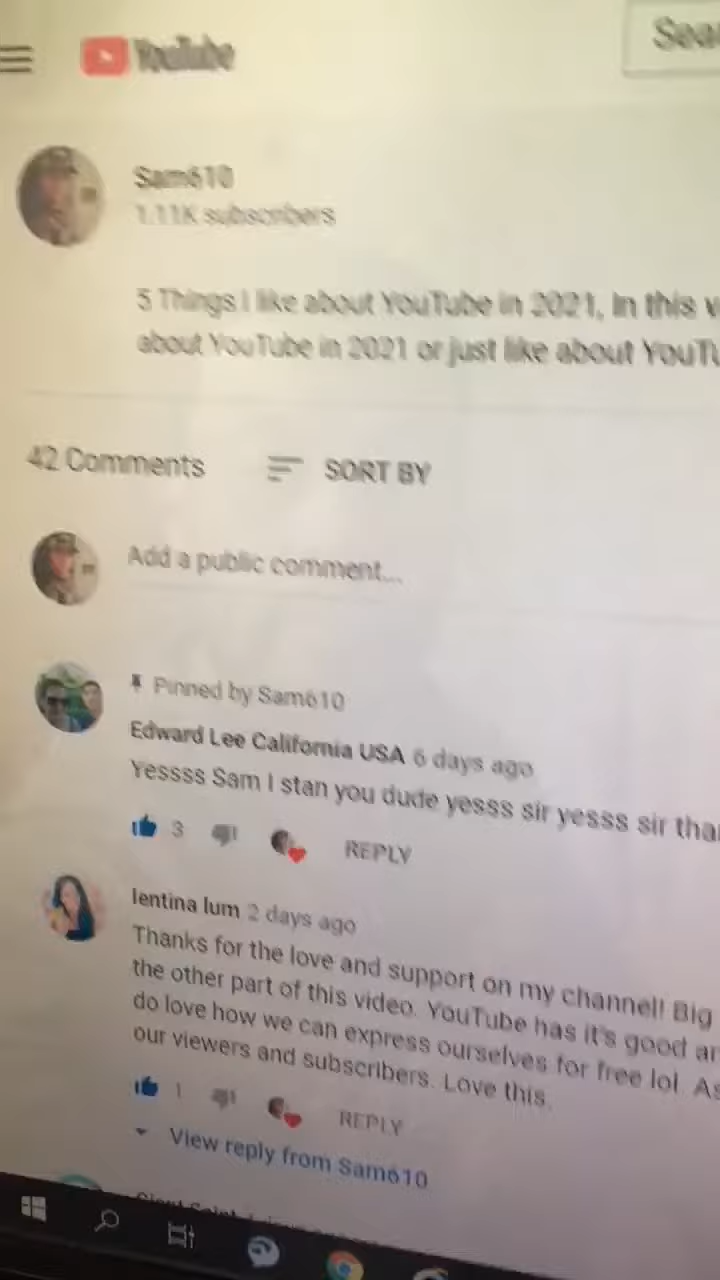 YouTube
Sear
Sam610
1.11K subscribers
5 Things I like about YouTube in 2021, In this v
about YouTube in 2021 or just like about YouTu
42 Comments
SORT BY
Add a public comment...
Pinned by Sam610
Edward Lee California USA 6 days ago
Yessss Sam I stan you dude yesss sir yesss sir tha
3
REPLY
lentina lum 2 days ago
Thanks for the love and support on my channel! Big
the other part of this video. YouTube has it's good an
do love how we can express ourselves for free lol. As
our viewers and subscribers. Love this.
1
REPLY
View reply from Sam610